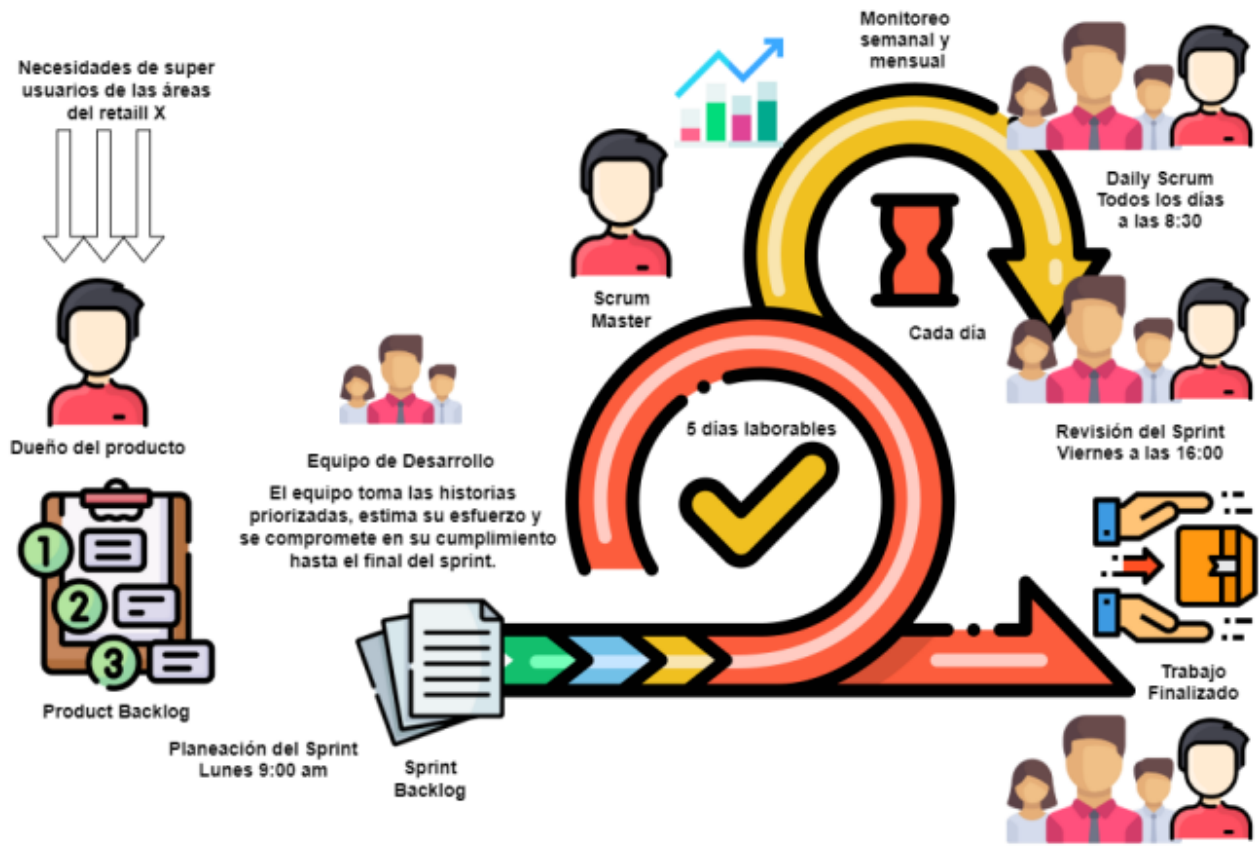 Necesidades de super
usuarios de las áreas
del retaill X
Dueño del producto
1
2
3
Product Backlog
Equipo de Desarrollo
El equipo toma las historias
priorizadas, estima su esfuerzo y
se compromete en su cumplimiento
hasta el final del sprint.
Planeación del Sprint
Lunes 9:00 am
Sprint
Backlog
Scrum
Master
5 días laborables
Monitoreo
semanal y
mensual
Cada día
Daily Scrum
Todos los días
a las 8:30
Revisión del Sprint
Viernes a las 16:00
Trabajo
Finalizado